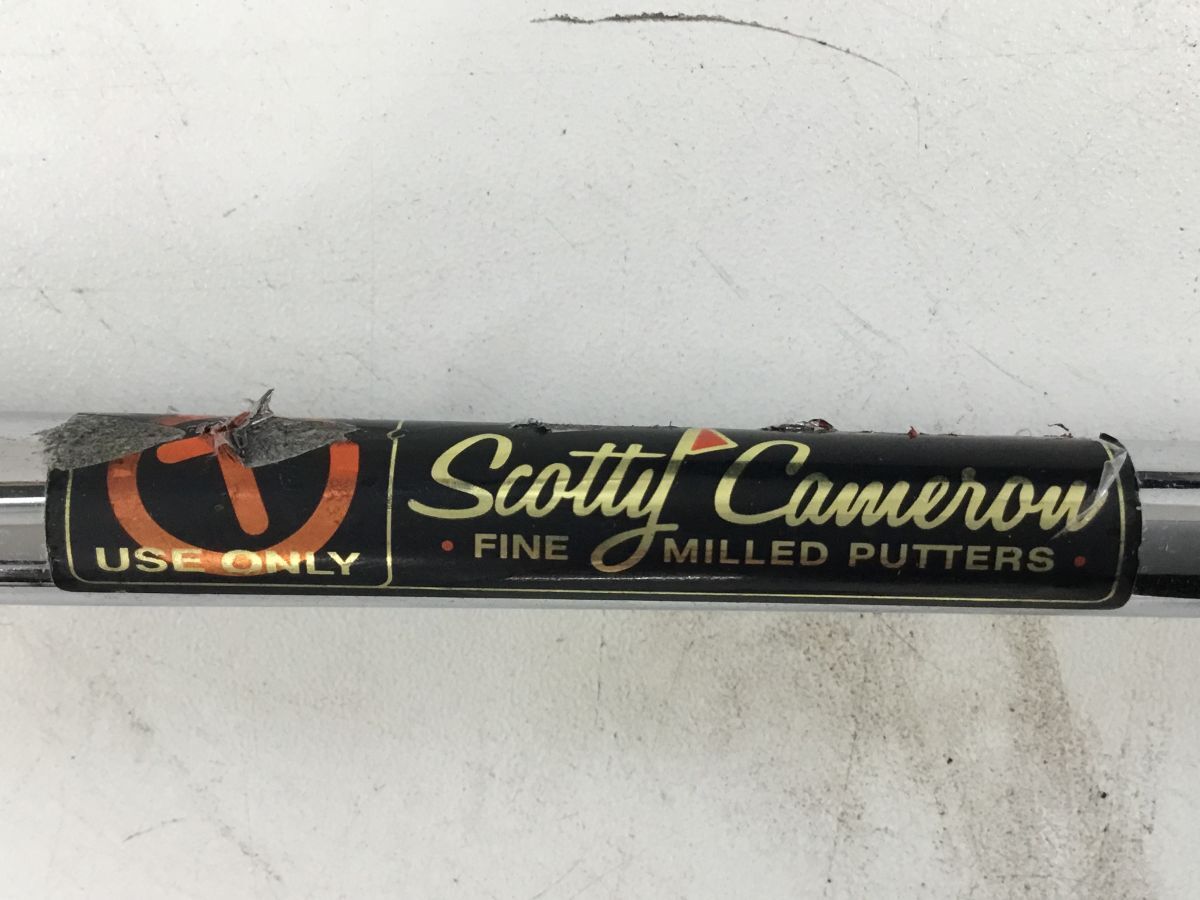 USE ONLY
Scotty Cameron
· FINE MILLED PUTTERS ·